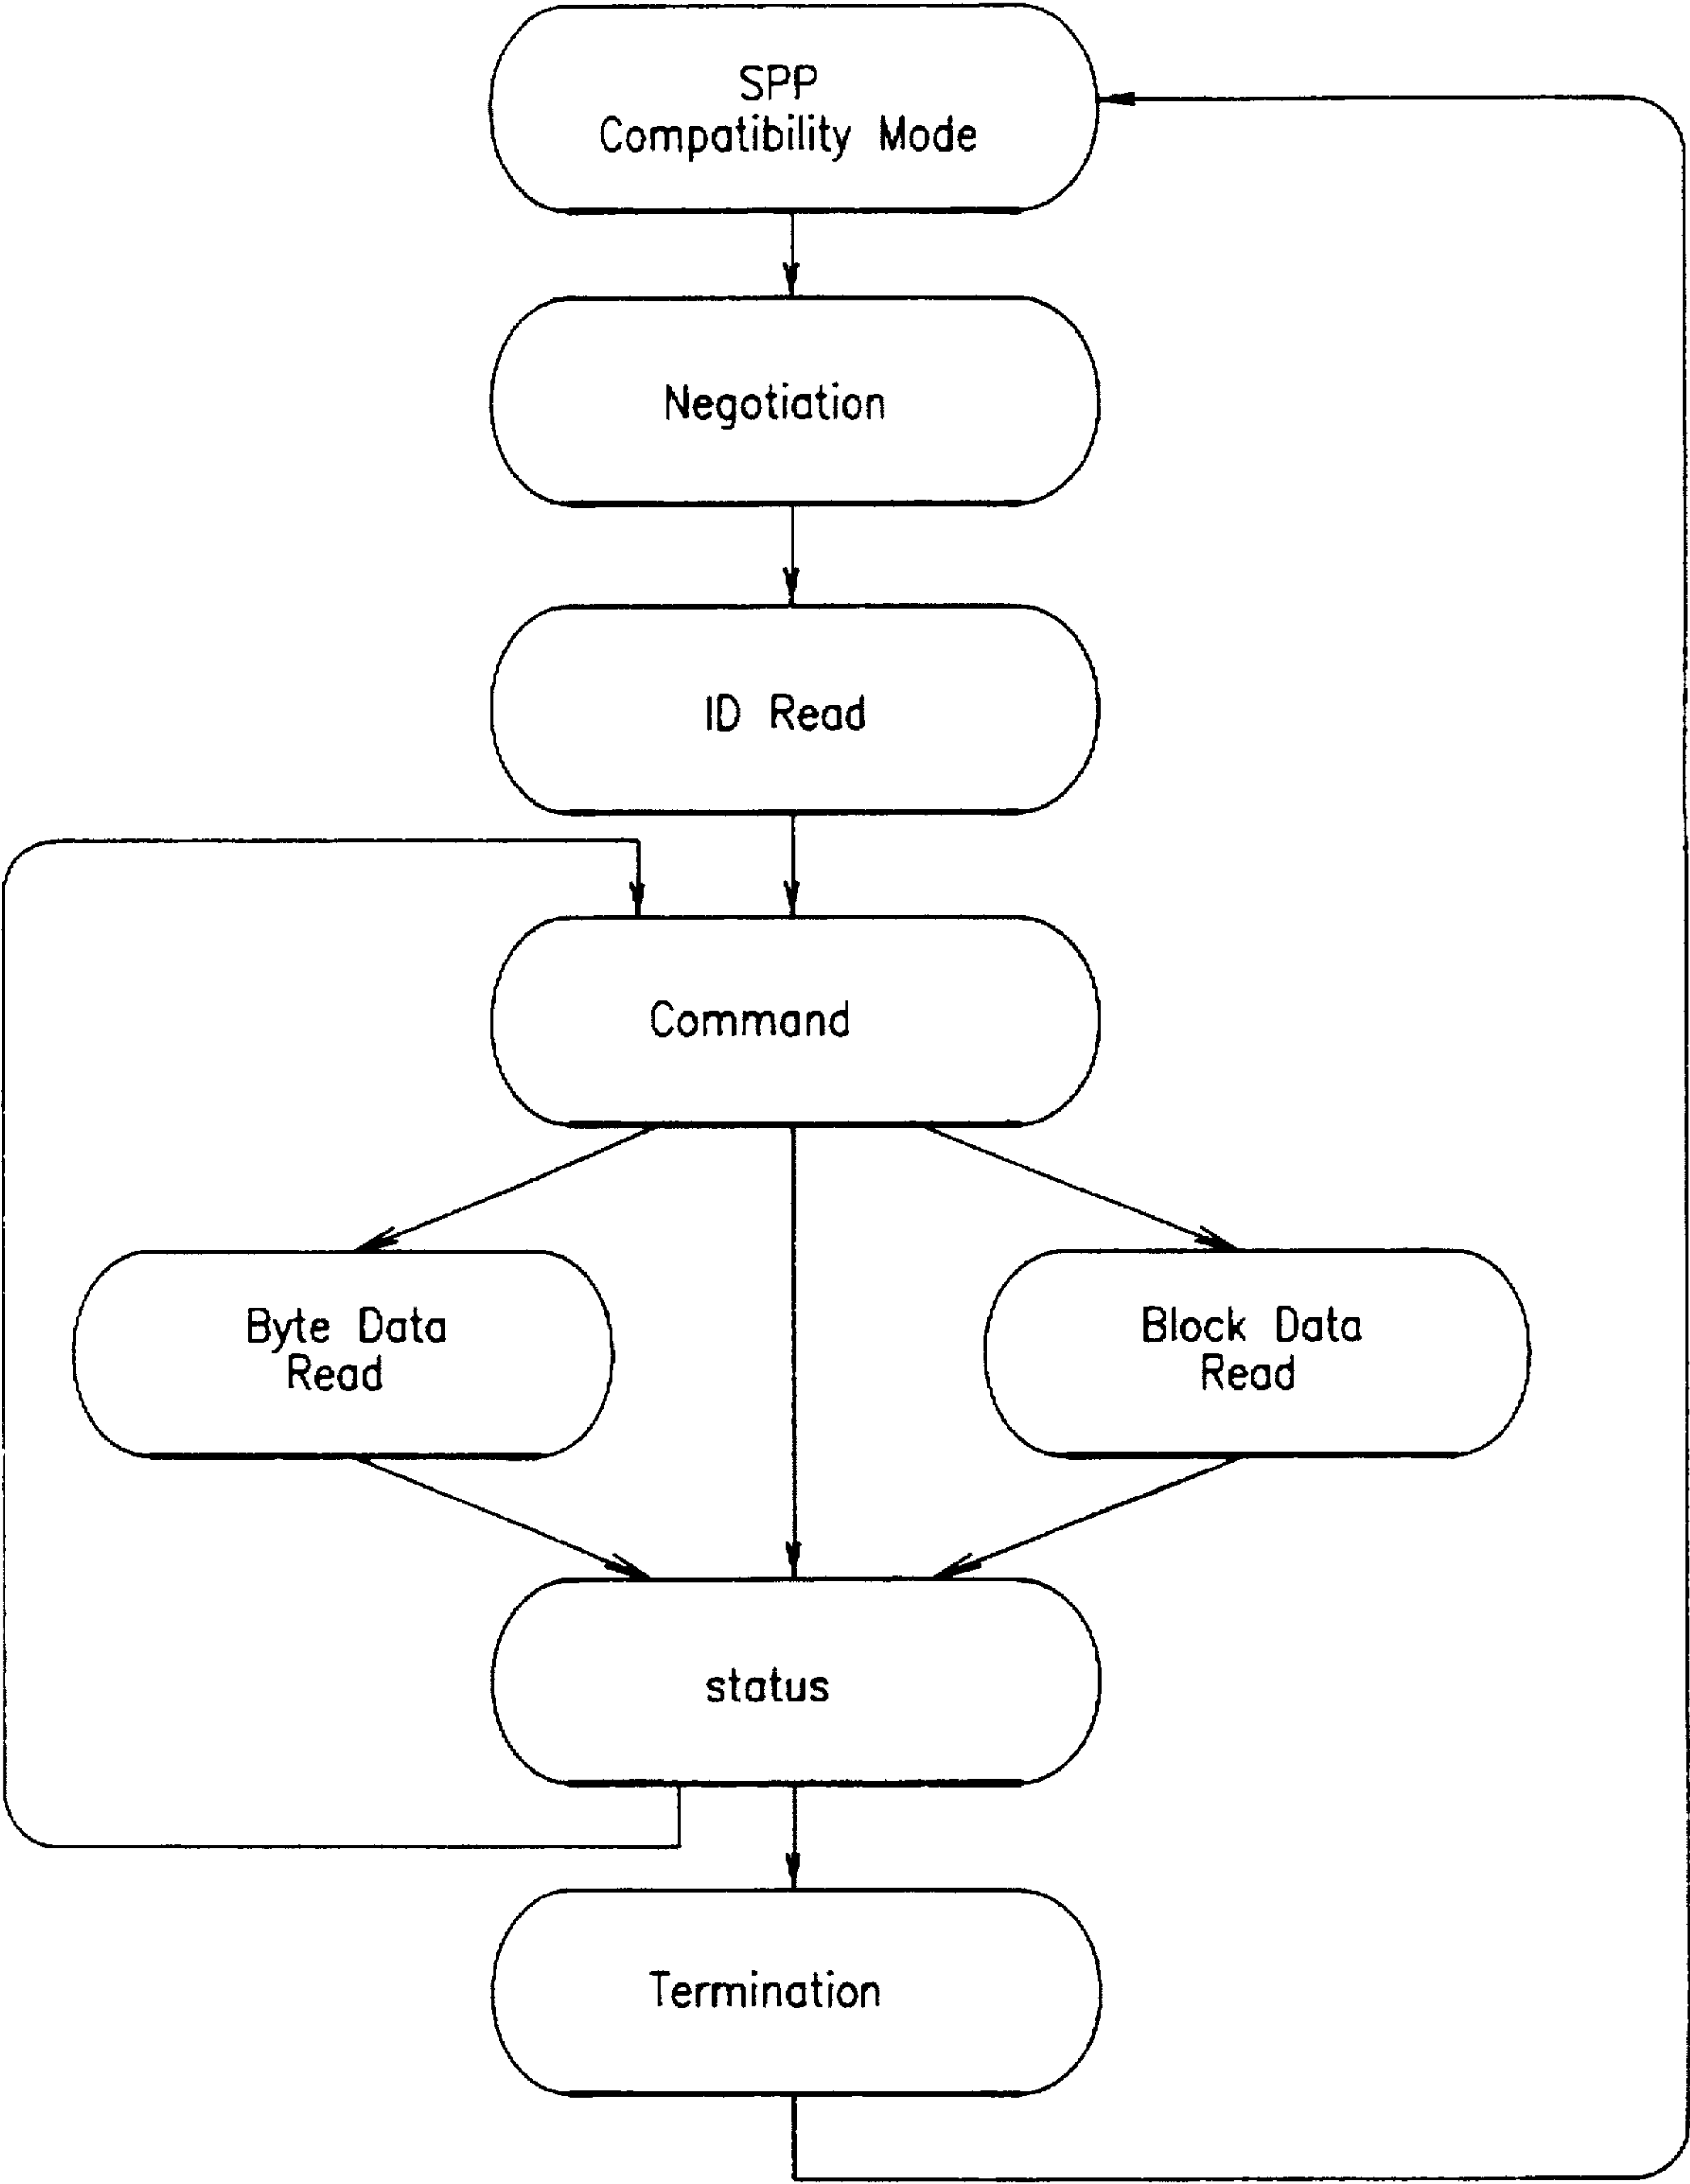 SPP
Compatibility Mode
Negotiation
ID Read
Command
Byte Data
Read
Block Data
Read
status
Termination